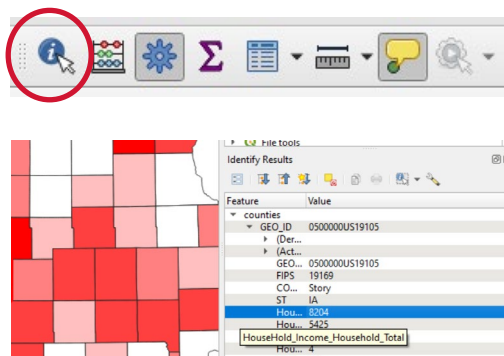 File tools
Identify Results
Feature Value
counties
GEO_ID 0500000US19105
(Der...
(Act...
GEO... 0500000US19105
FIPS 19169
CO... Story
ST IA
Hou... 8204
Hou... 5425
HouseHold_Income_Household_Total
Hou... 4